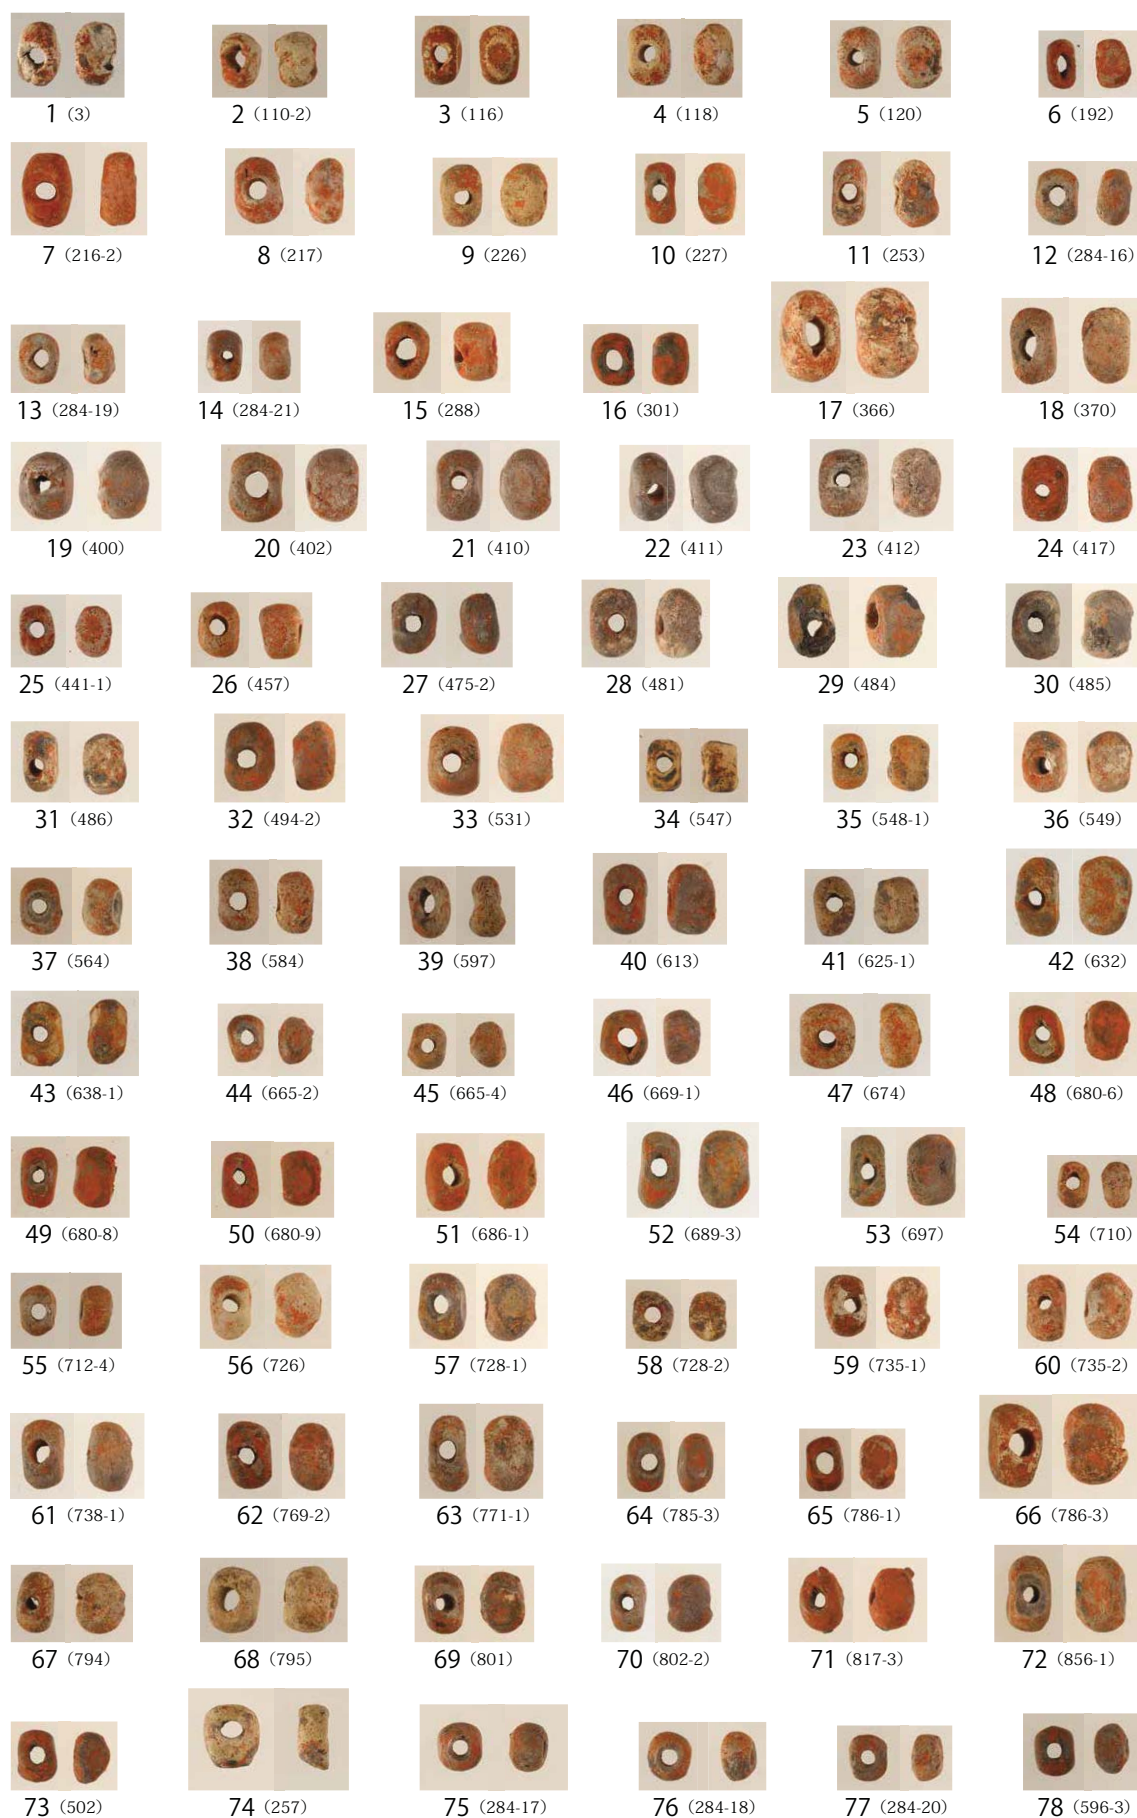 1（3） 2（110-2） 3（116） 4（118） 5（120） 6（192）
7（216-2） 8（217） 9（226） 10（227） 11（253） 12（284-16）
13（284-19） 14（284-21） 15（288） 16（301） 17（366） 18（370）
19（400） 20（402） 21（410） 22（411） 23（412） 24（417）
25（441-1） 26（457） 27（475-2） 28（481） 29（484） 30（485）
31（486） 32（494-2） 33（531） 34（547） 35（548-1） 36（549）
37（564） 38（584） 39（597） 40（613） 41（625-1） 42（632）
43（638-1） 44（665-2） 45（665-4） 46（669-1） 47（674） 48（680-6）
49（680-8） 50（680-9） 51（686-1） 52（689-3） 53（697） 54（710）
55（712-4） 56（726） 57（728-1） 58（728-2） 59（735-1） 60（735-2）
61（738-1） 62（769-2） 63（771-1） 64（785-3） 65（786-1） 66（786-3）
67（794） 68（795） 69（801） 70（802-2） 71（817-3） 72（856-1）
73（502） 74（257） 75（284-17） 76（284-18） 77（284-20） 78（596-3）